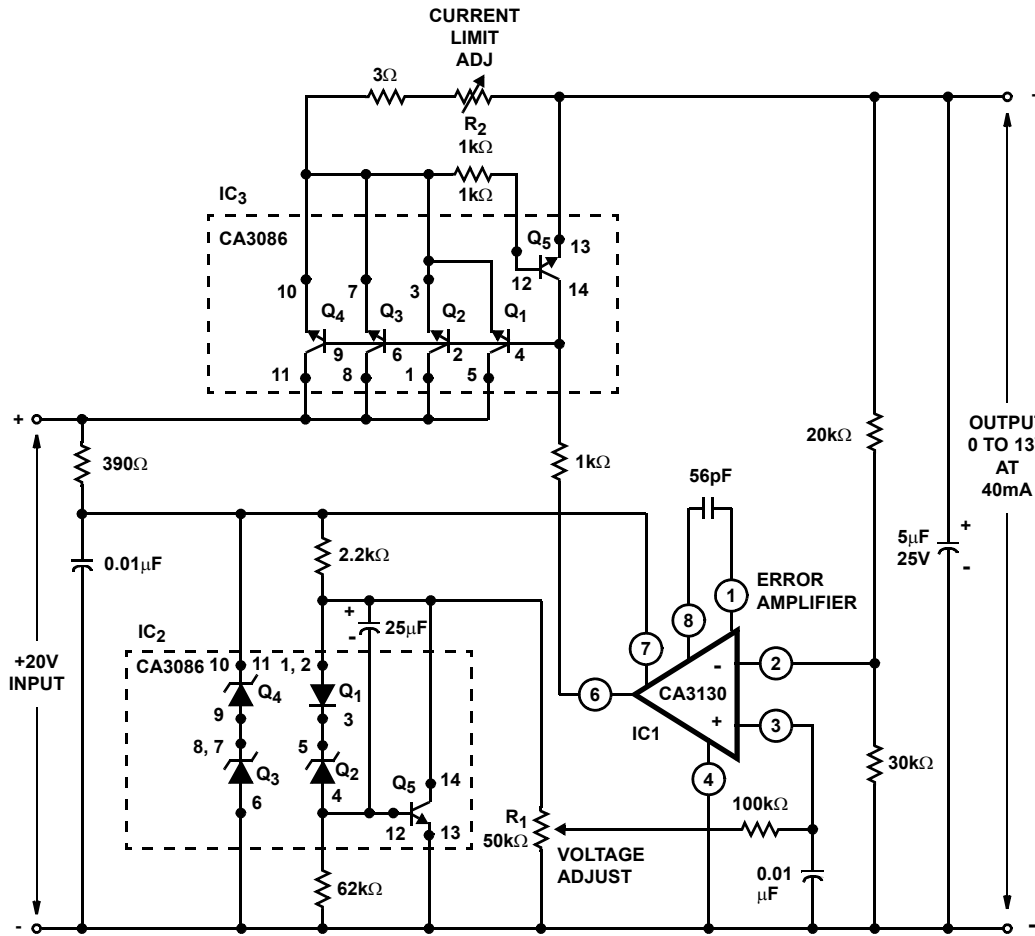 CURRENT
LIMIT
ADJ
3Ω
R2
1kΩ
1kΩ
IC3
CA3086
Q5
13
12
14
10
7
3
Q4
Q3
Q2
Q1
9
6
2
4
11
8
1
5
+
390Ω
1kΩ
20kΩ
OUTPUT
0 TO 13
AT
40mA
56pF
5µF
25V
+
-
0.01µF
2.2kΩ
+
-
25µF
ERROR
AMPLIFIER
1
8
7
IC2
CA3086
+20V
INPUT
10
11
1, 2
Q4
Q1
9
3
8, 7
5
Q3
Q2
6
4
Q5
14
12
13
6
CA3130
-
+
2
3
4
IC1
30kΩ
R1
50kΩ
100kΩ
VOLTAGE
ADJUST
62kΩ
0.01
µF
-